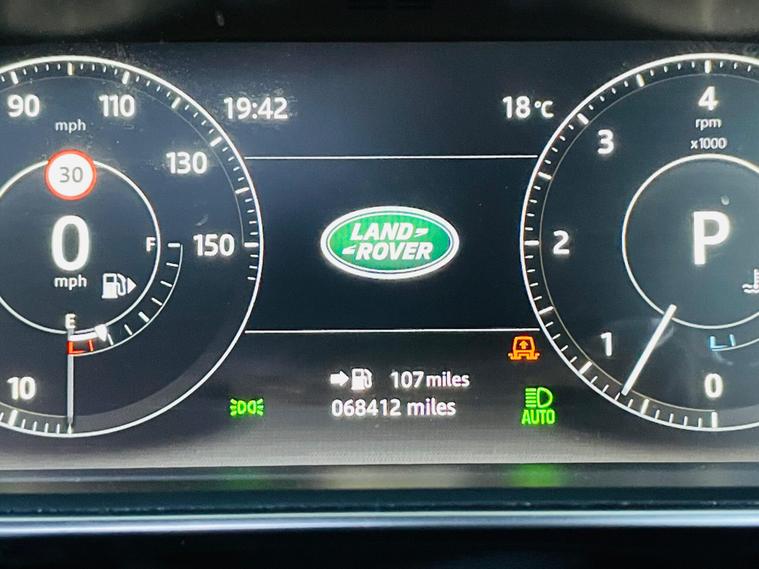 90
110
mph
130
30
0
mph
F
150
E
10
19:42
18°C
LAND
ROVER
107 miles
068412 miles
AUTO
4
rpm
x1000
3
2
P
1
0